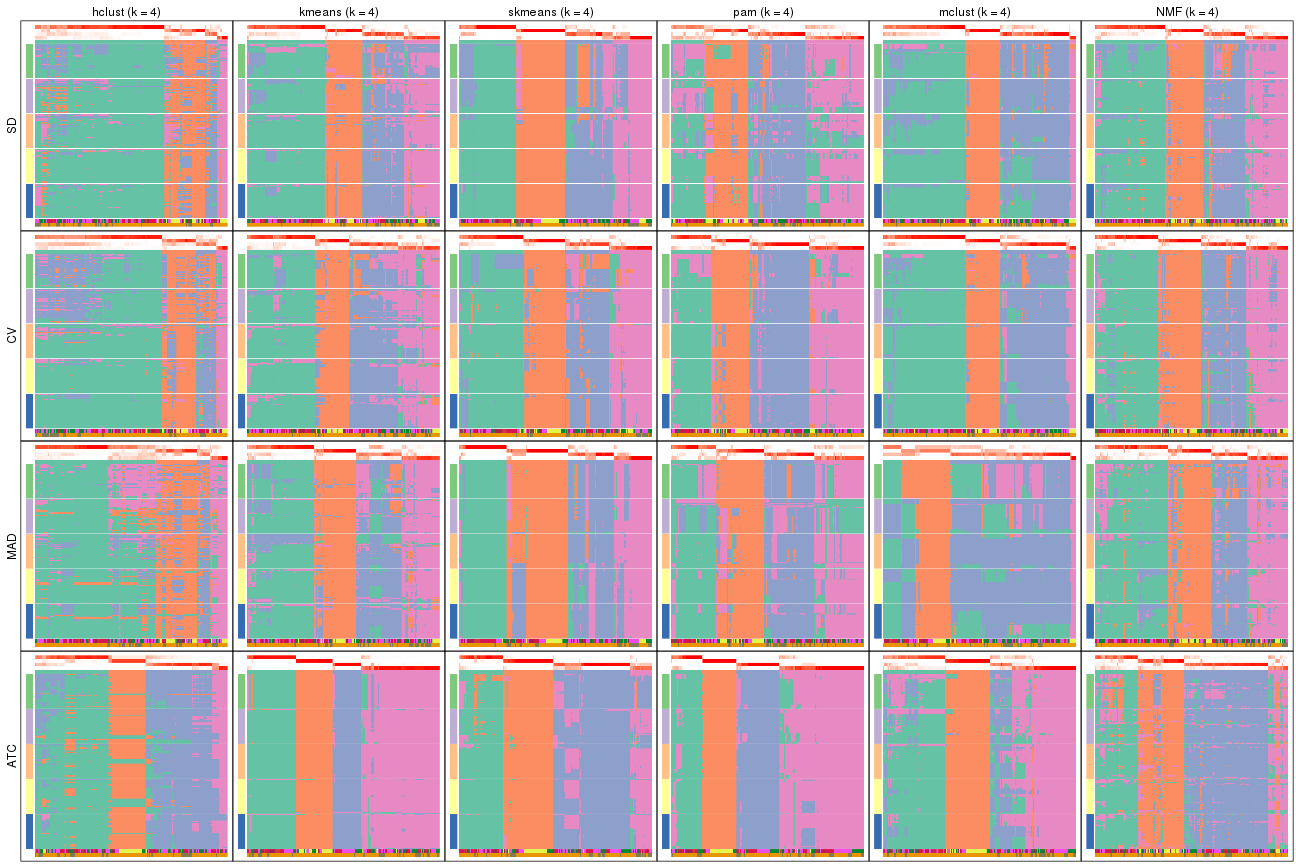 hclust (k = 4)
kmeans (k = 4)
skmeans (k = 4)
pam (k = 4)
mclust (k = 4)
NMF (k = 4)
SD
CV
MAD
ATC